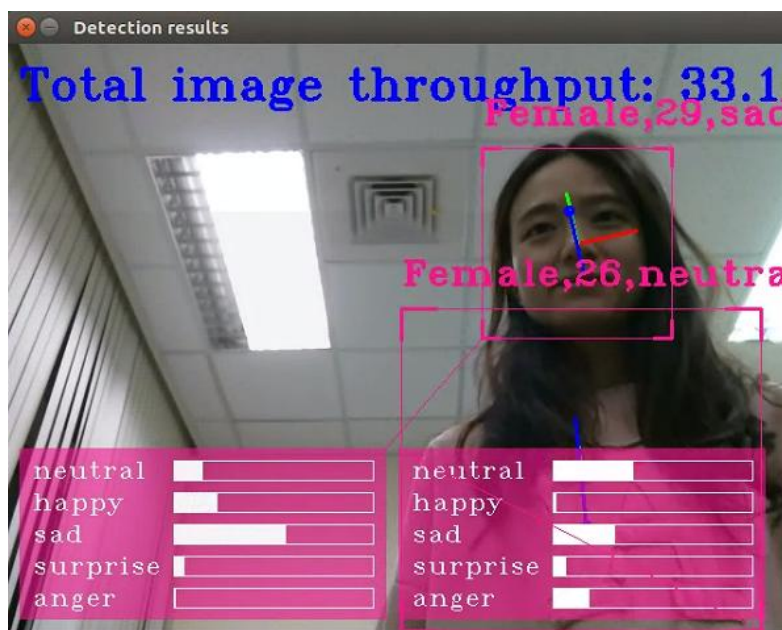 Detection results
Total image throughput: 33.1
Female,29,sad
Female,26,neutra
neutral
happy
sad
surprise
anger
neutral
happy
sad
surprise
anger